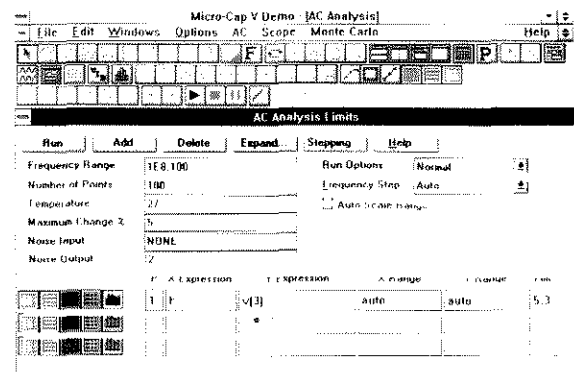 Micro-Cap V Demo - [AC Analysis]
File Edit Windows Options AC Scope Monte Carlo Help
F P
AC Analysis Limits
Run Add Delete Expand... Stepping Help
Frequency Range 1E8,100 Run Options Normal
Number of Points 100 Frequency Step Auto
Temperature 27 Auto Scale Ranges
Maximum Change % 5
Noise Input NONE
Noise Output 2
P X Expression Y Expression X Range Y Range Fmt
1 F v(3) auto auto 5.3